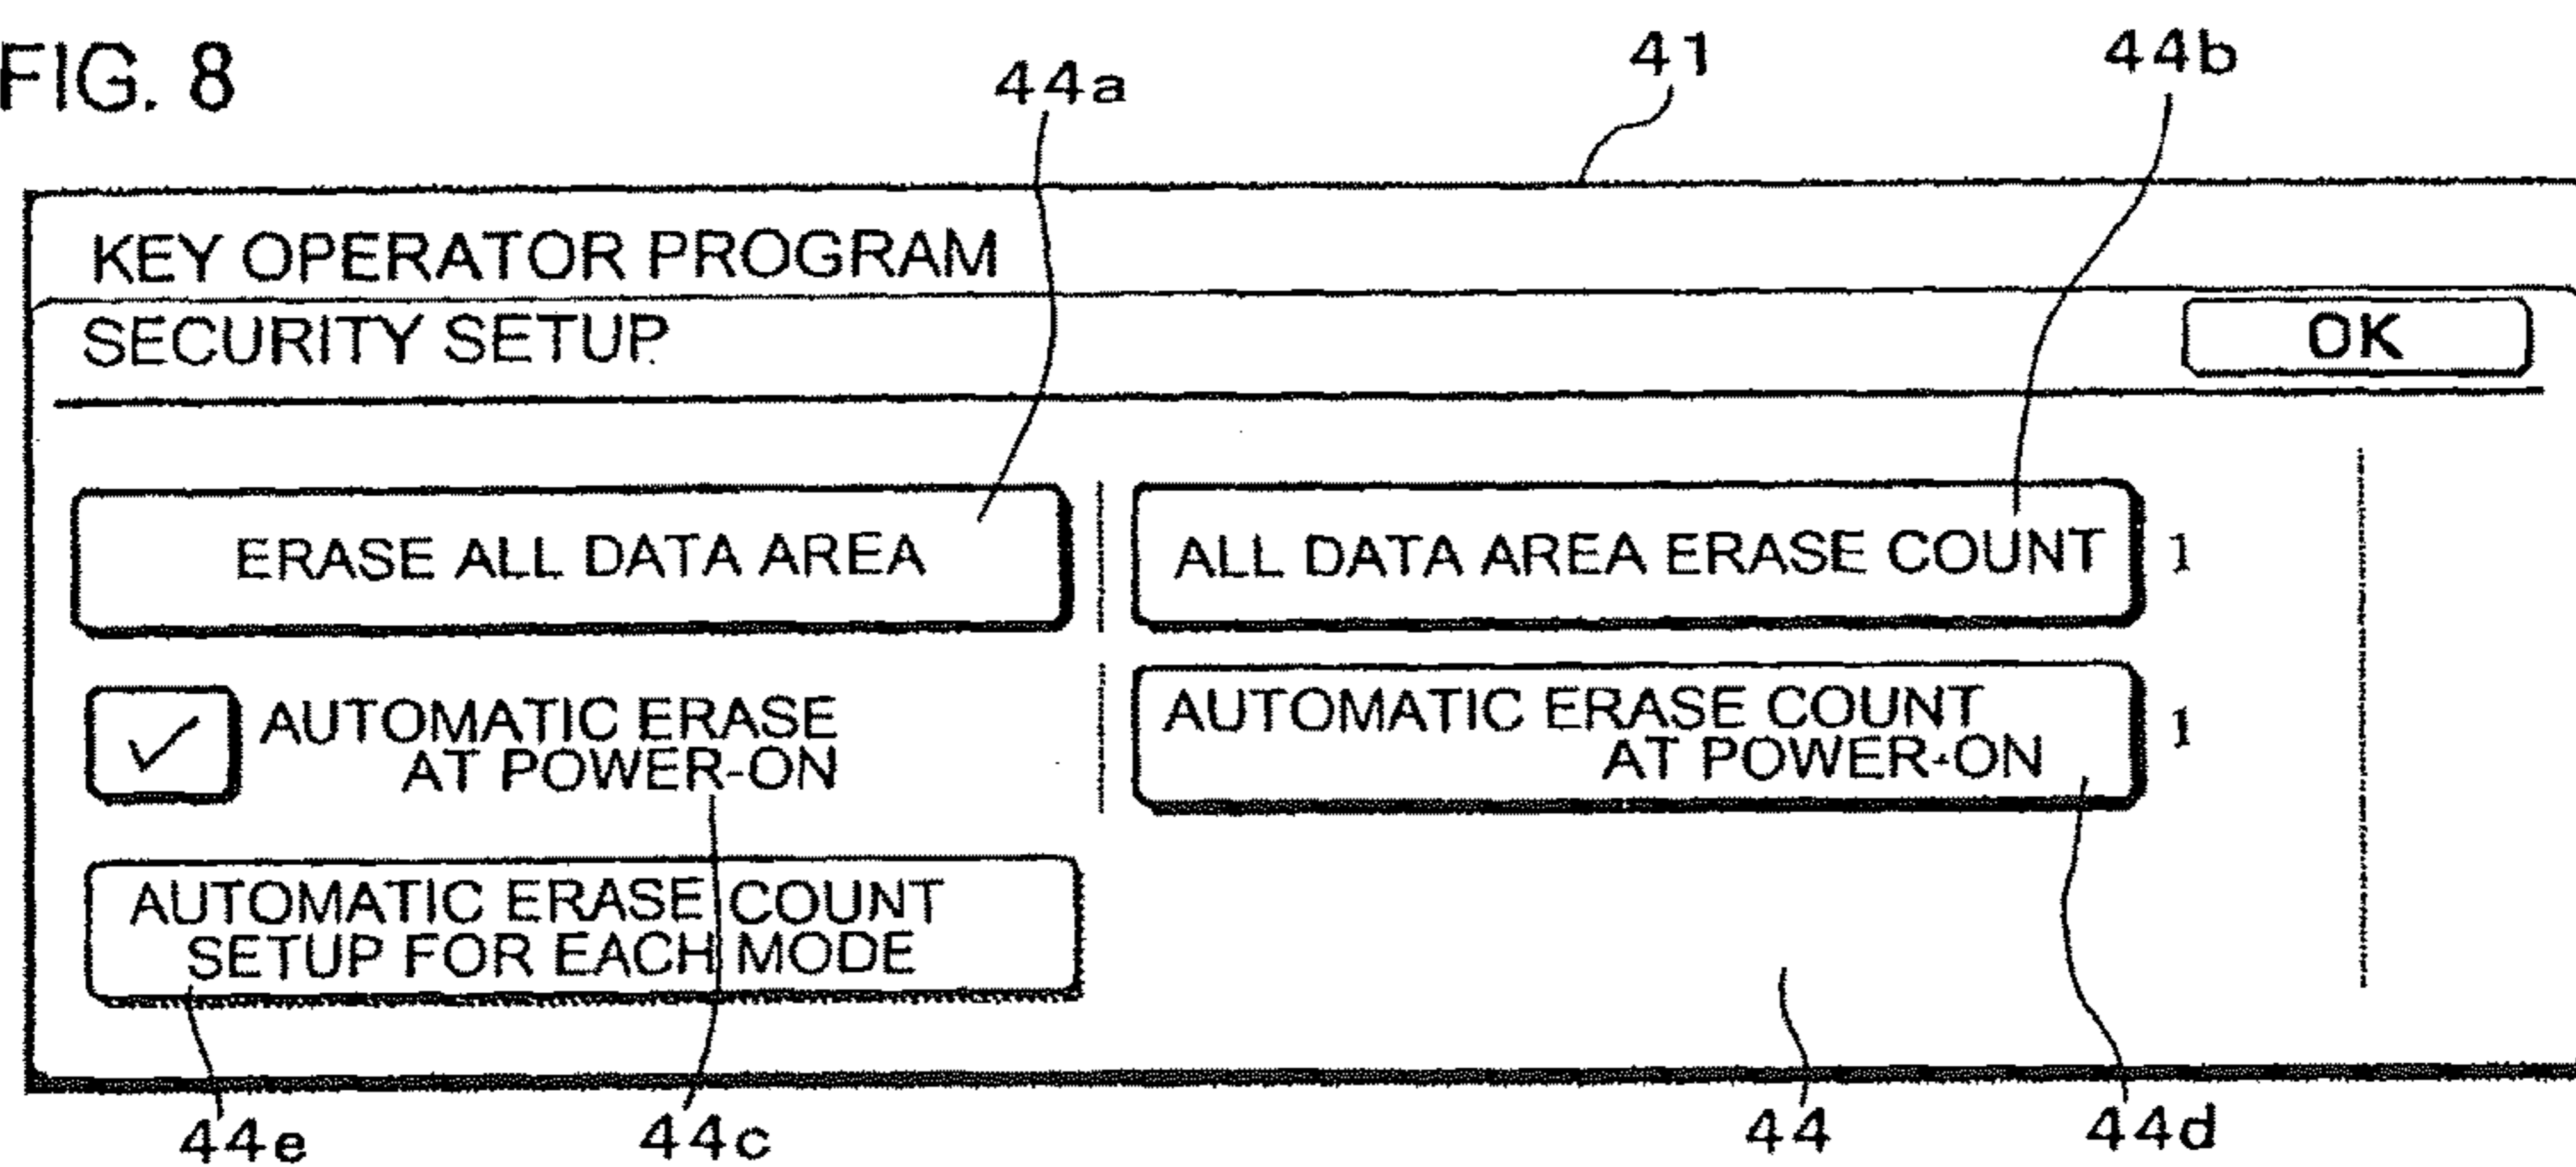 FIG. 8
44a
41
44b
KEY OPERATOR PROGRAM
SECURITY SETUP
OK
ERASE ALL DATA AREA
ALL DATA AREA ERASE COUNT
1
AUTOMATIC ERASE
AT POWER-ON
AUTOMATIC ERASE COUNT
AT POWER-ON
1
AUTOMATIC ERASE COUNT
SETUP FOR EACH MODE
44e
44c
44
44d